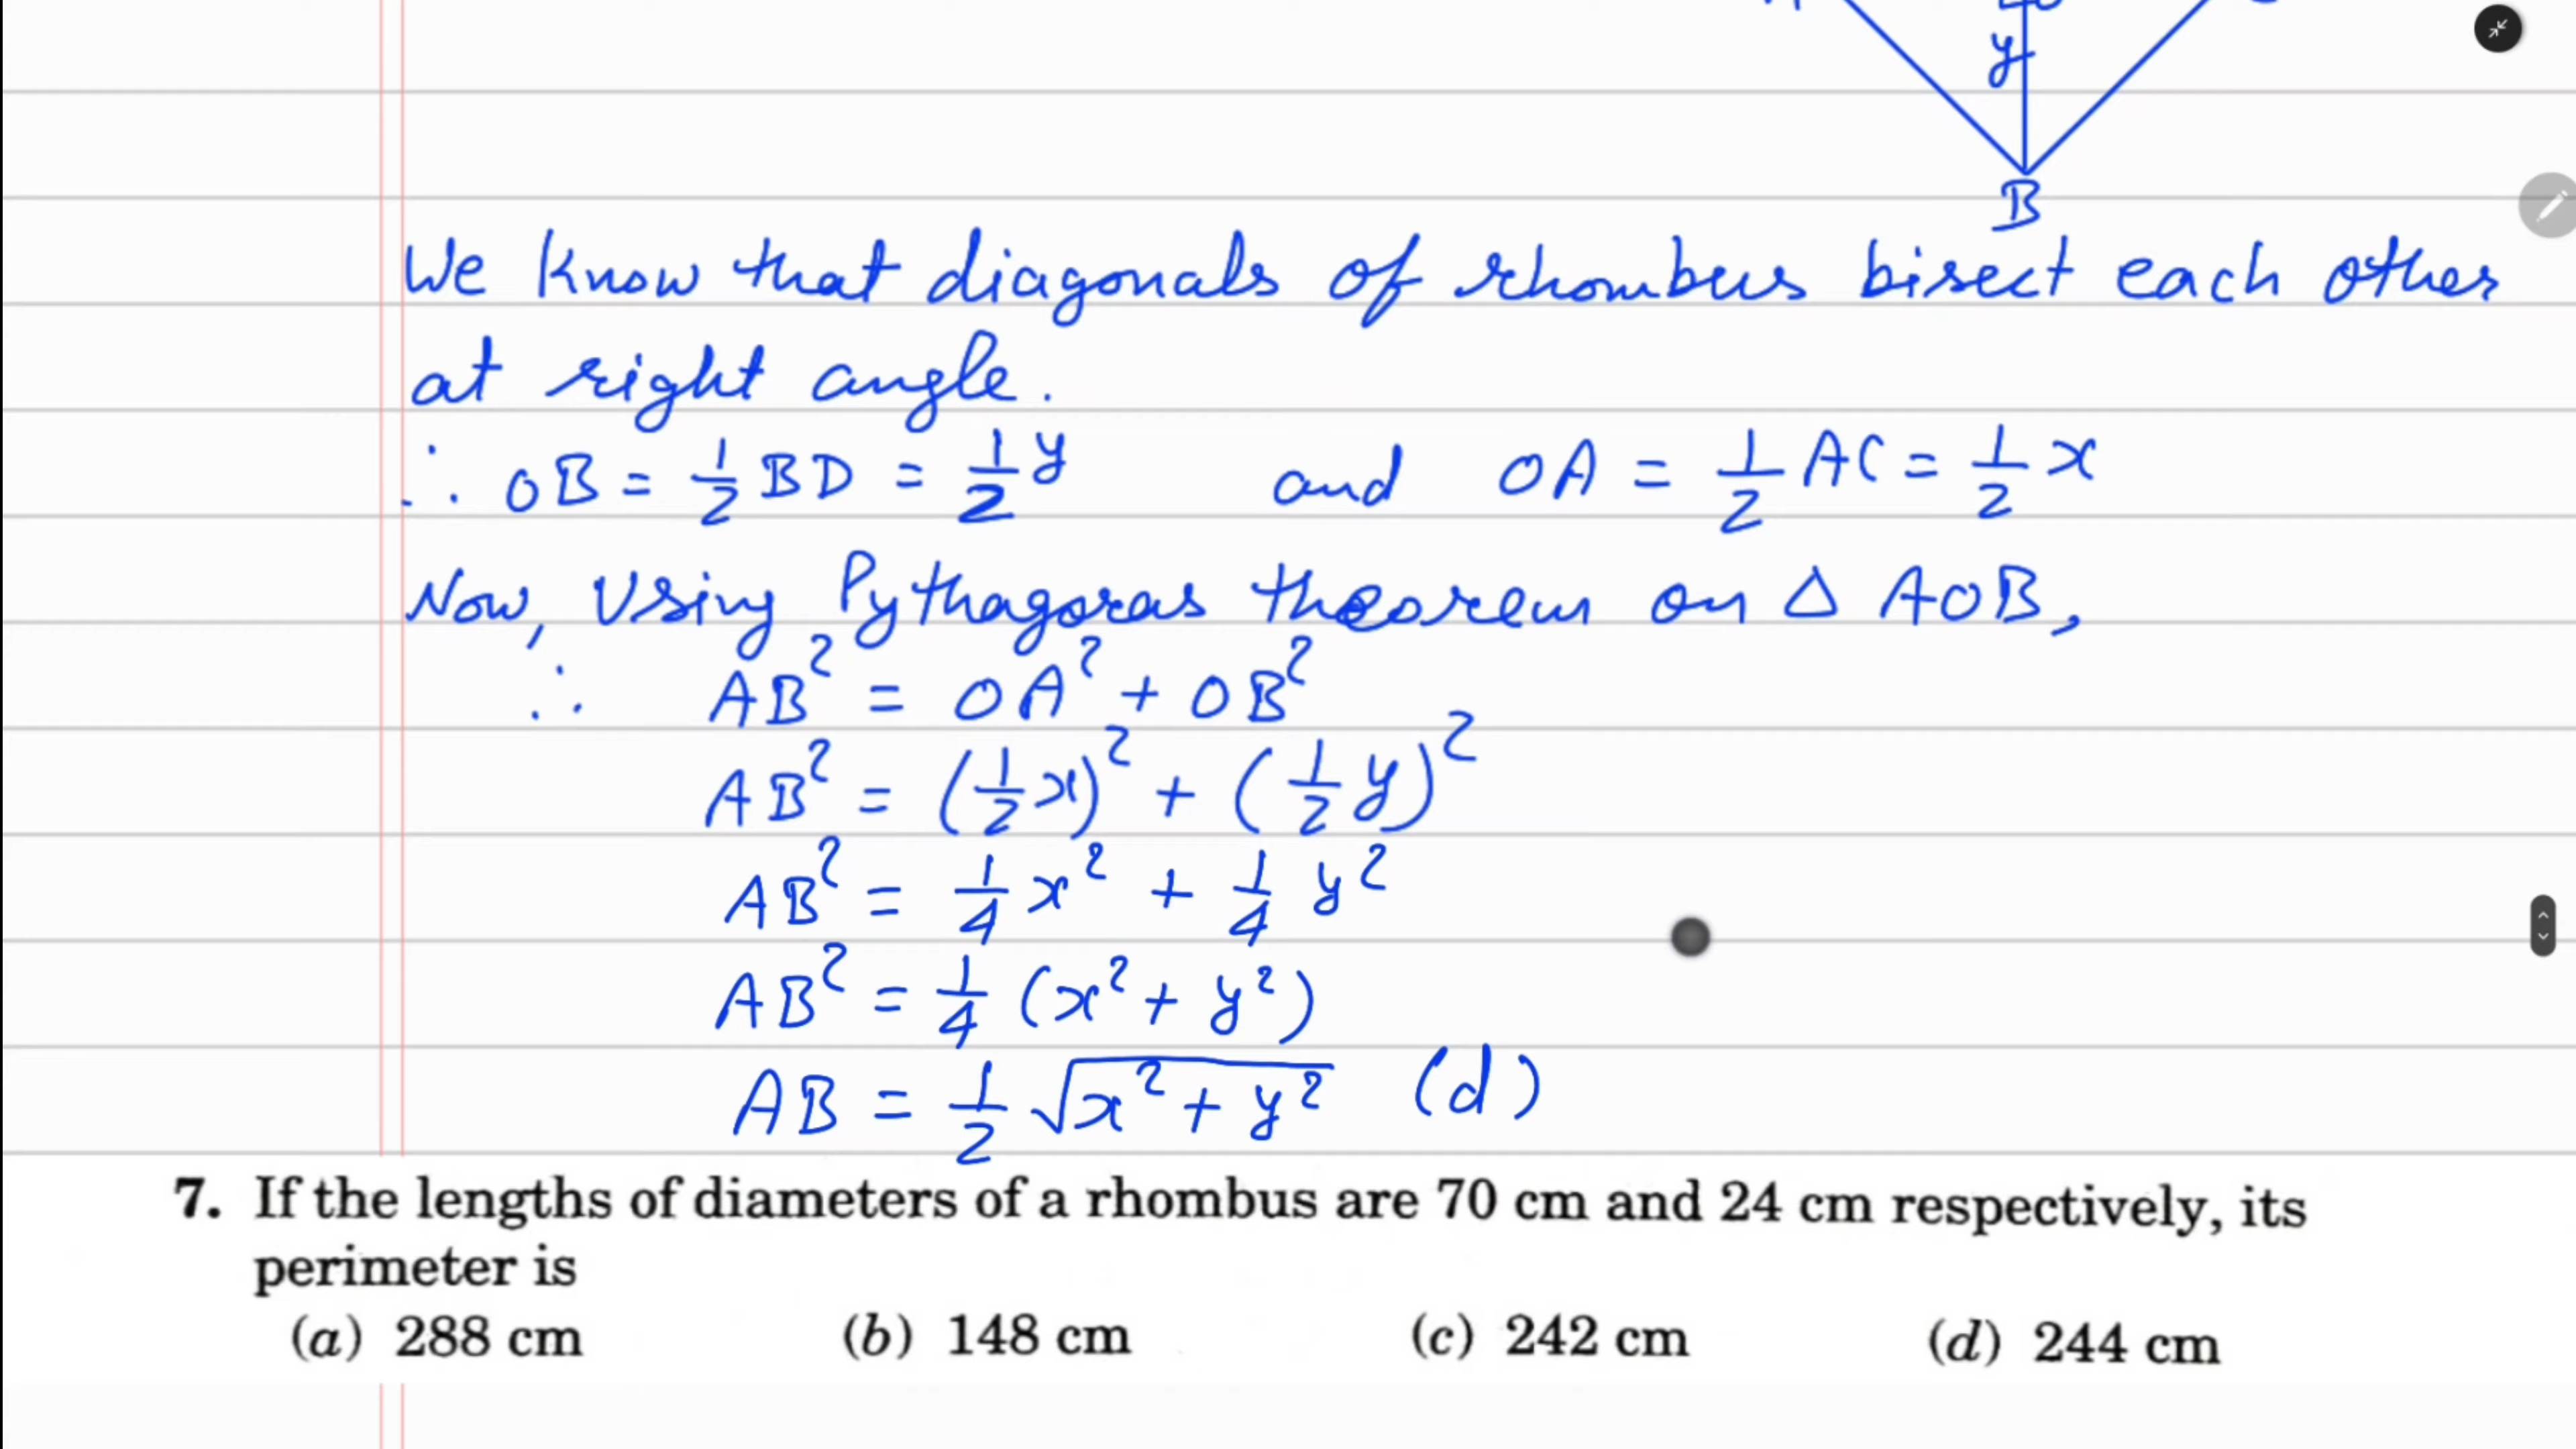 y
B
We know that diagonals of rhombus bisect each other
at right angle.
∴ OB = 1/2 BD = 1/2 y and OA = 1/2 AC = 1/2 x
Now, Using Pythagoras theorem on Δ AOB,
∴ AB² = OA² + OB²
AB² = (1/2 x)² + (1/2 y)²
AB² = 1/4 x² + 1/4 y²
AB² = 1/4 (x² + y²)
AB = 1/2 √(x² + y²) (d)
7. If the lengths of diameters of a rhombus are 70 cm and 24 cm respectively, its
perimeter is
(a) 288 cm (b) 148 cm (c) 242 cm (d) 244 cm